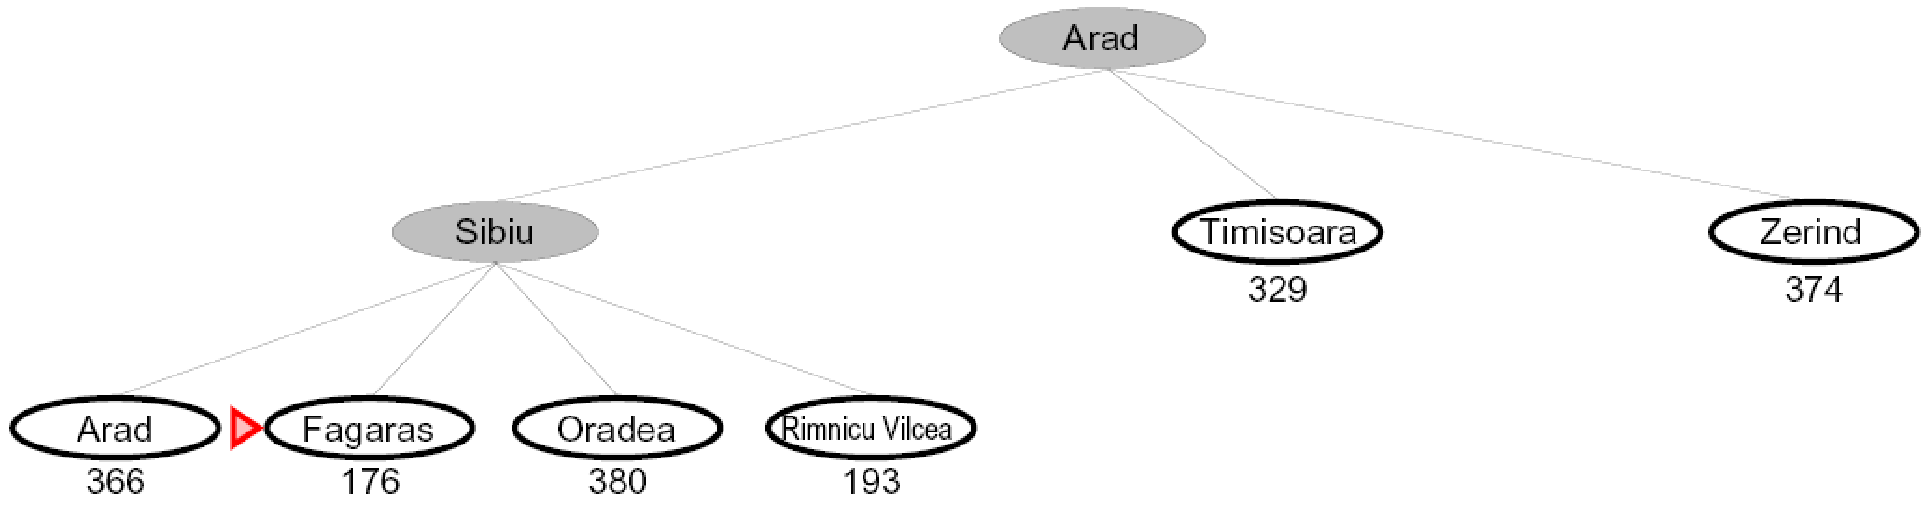 Arad
Sibiu
Timisoara
Zerind
329
374
Arad
Fagaras
Oradea
Rimnicu Vilcea
366
176
380
193